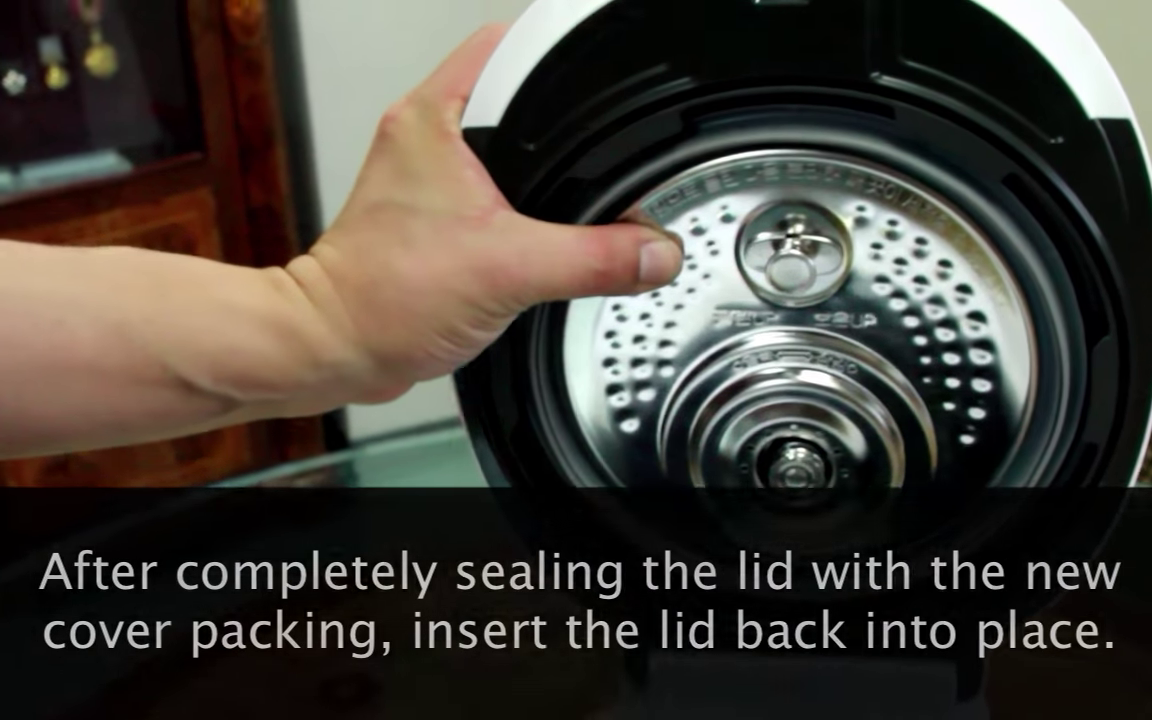 After completely sealing the lid with the new
cover packing, insert the lid back into place.